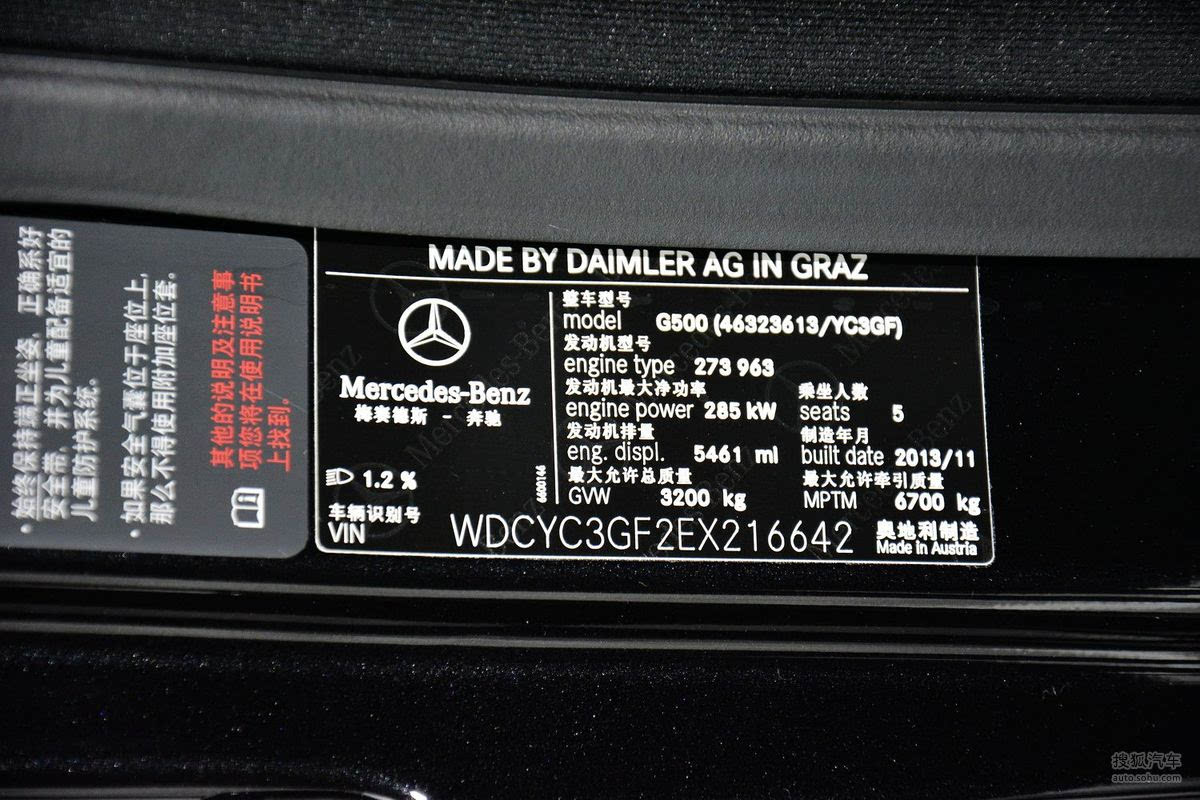 MADE BY DAIMLER AG IN GRAZ
Mercedes-Benz
梅赛德斯 - 奔驰
整车型号
model G500 (46323613/YC3GF)
发动机型号
engine type 273 963
发动机最大净功率 乘坐人数
engine power 285 kW seats 5
发动机排量 制造年月
eng. displ. 5461 ml built date 2013/11
最大允许总质量 最大允许牵引质量
GVW 3200 kg MPTM 6700 kg
1.2 %
车辆识别号
VIN WDCYC3GF2EX216642
奥地利制造
Made in Austria
• 始终保持端正坐姿, 正确系好
安全带, 并为儿童配备适宜的
儿童防护系统。
• 如果安全气囊位于座位上,
那么不得使用附加座位套。
其他的说明及注意事
项您将在使用说明书
上找到。
搜狐汽车
auto.sohu.com